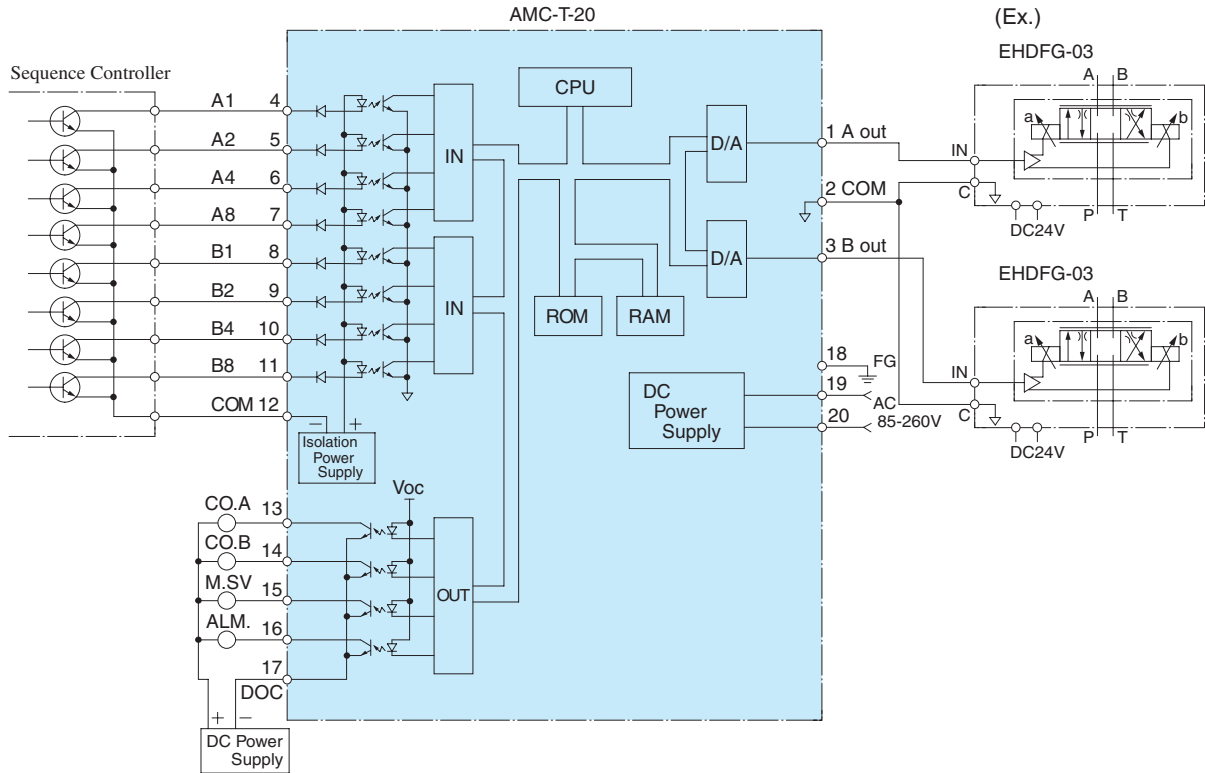 AMC-T-20
(Ex.)
EHDFG-03
Sequence Controller
A1 4
A2 5
A4 6
A8 7
B1 8
B2 9
B4 10
B8 11
COM 12
IN
IN
CPU
D/A
D/A
ROM
RAM
1 A out
2 COM
3 B out
18
FG
19
AC
20
85-260V
DC
Power
Supply
− +
Isolation
Power
Supply
Voc
CO.A 13
CO.B 14
M.SV 15
ALM. 16
17
DOC
OUT
+ −
DC Power
Supply
A B
a b
IN
C
P T
DC24V
EHDFG-03
A B
a b
IN
C
P T
DC24V